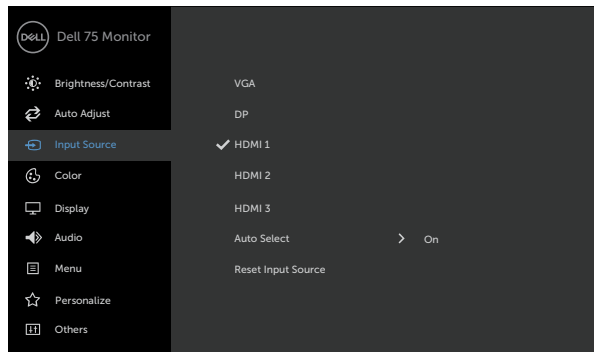 DELL Dell 75 Monitor
Brightness/Contrast
VGA
Auto Adjust
DP
Input Source
HDMI 1
Color
HDMI 2
Display
HDMI 3
Audio
Auto Select
On
Menu
Reset Input Source
Personalize
Others